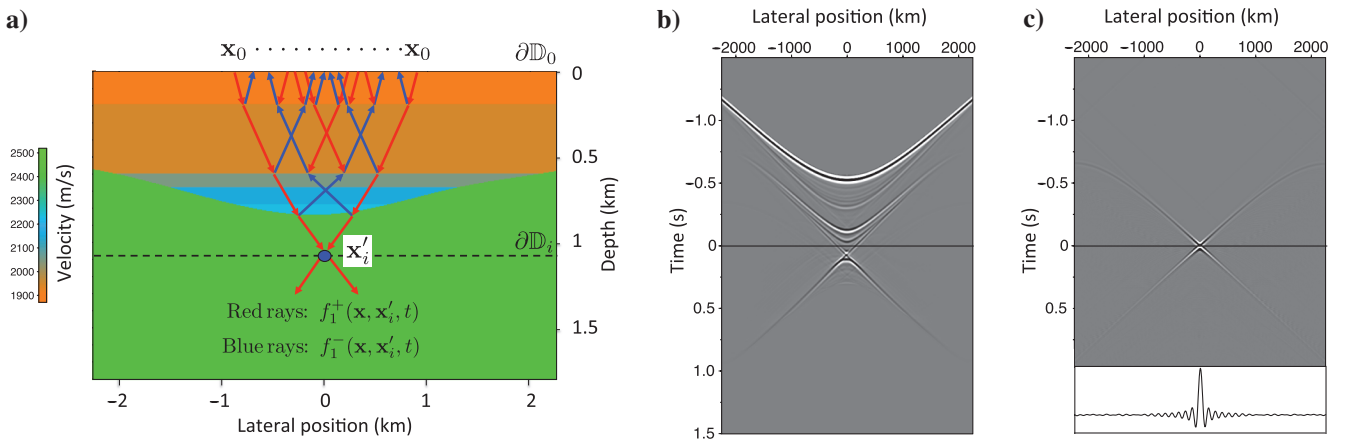 a)
x₀ · · · · · · · · · · · · x₀
∂𝔻₀
2500
2400
2300
2200
2100
2000
1900
Velocity (m/s)
0
0.5
1
1.5
Depth (km)
∂𝔻ᵢ
x′ᵢ
Red rays: f₁⁺(x, x′ᵢ, t)
Blue rays: f₁⁻(x, x′ᵢ, t)
−2 −1 0 1 2
Lateral position (km)
b)
Lateral position (km)
−2000 −1000 0 1000 2000
Time (s)
−1.0
−0.5
0
0.5
1.0
1.5
c)
Lateral position (km)
−2000 −1000 0 1000 2000
Time (s)
−1.0
−0.5
0
0.5